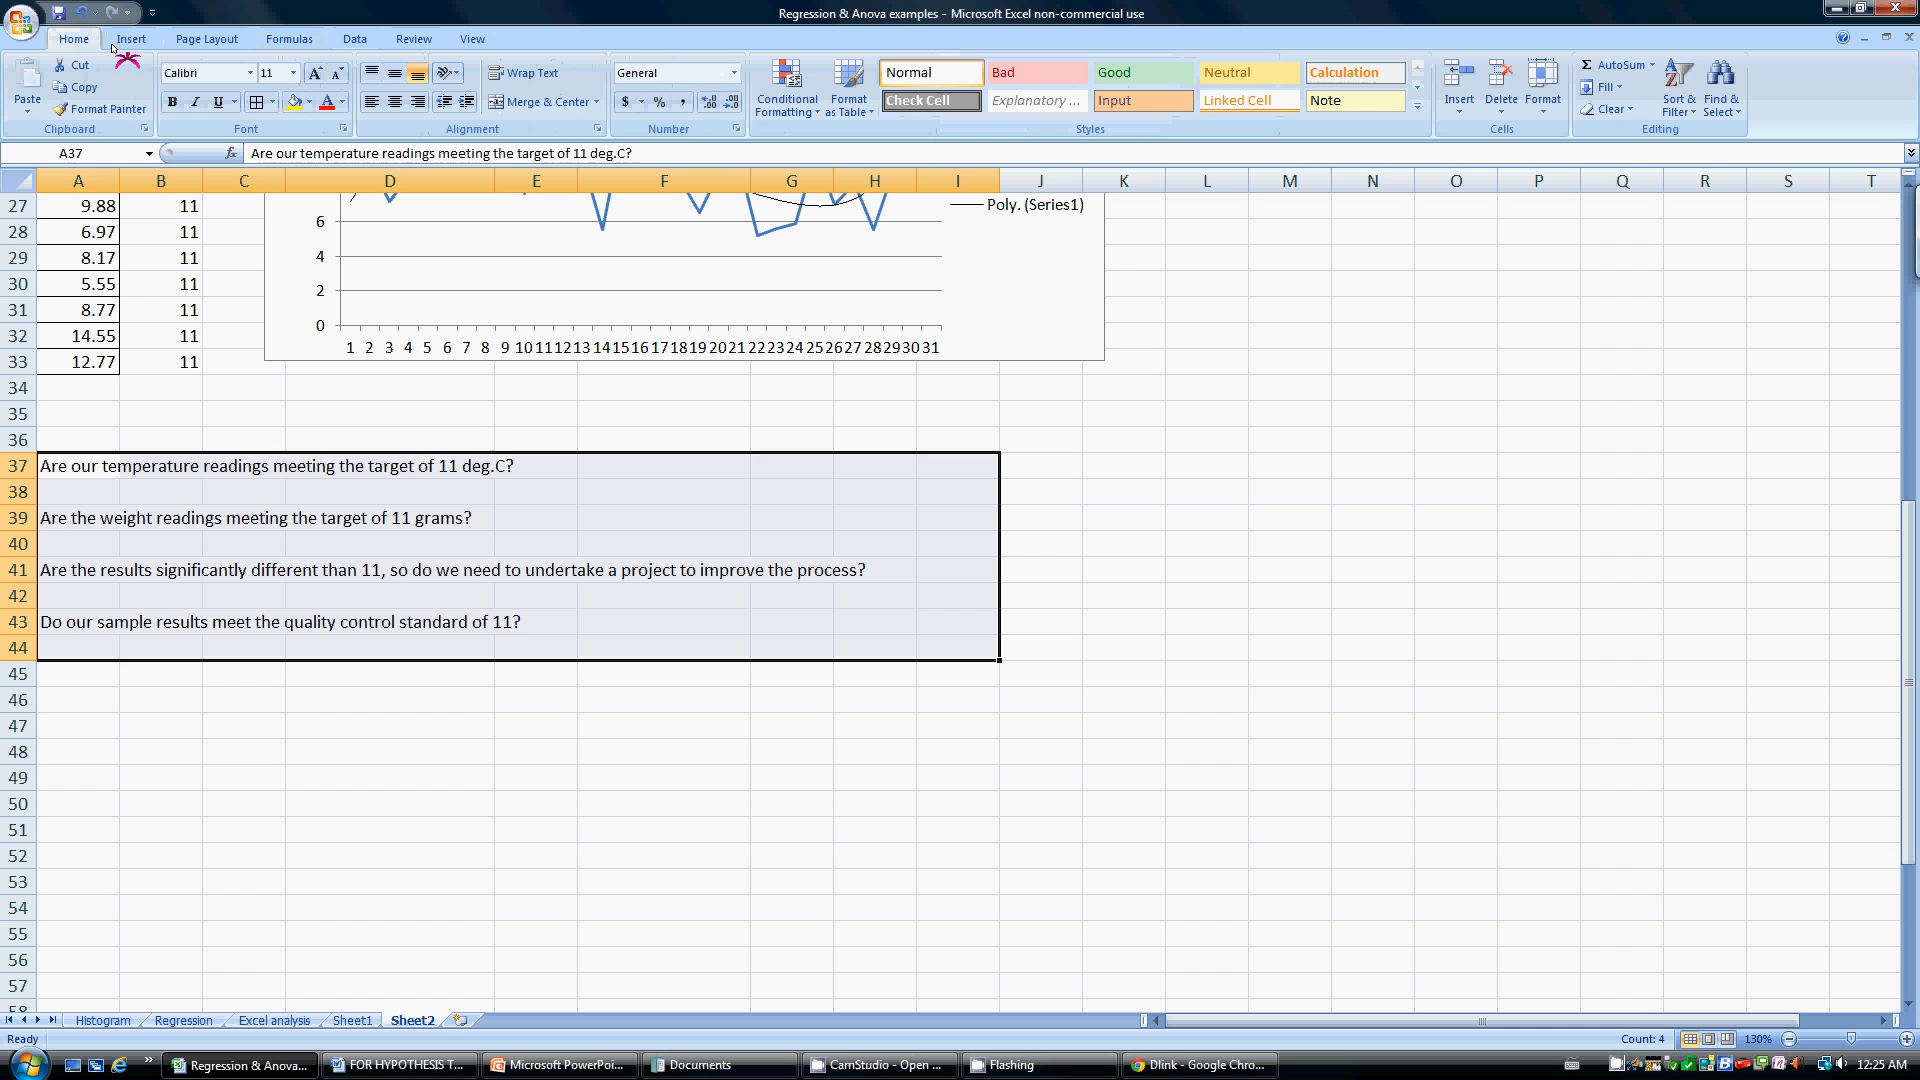 Regression & Anova examples - Microsoft Excel non-commercial use
Home Insert Page Layout Formulas Data Review View
Paste Cut Copy Format Painter Clipboard
Calibri 11 B I U Font
Wrap Text Merge & Center Alignment
General $ % , Number
Conditional Formatting Format as Table
Normal Bad Good Neutral Calculation
Check Cell Explanatory ... Input Linked Cell Note
Styles
Insert Delete Format Cells
AutoSum Fill Clear Sort & Filter Find & Select Editing
A37 fx Are our temperature readings meeting the target of 11 deg.C?
A B C D E F G H I J K L M N O P Q R S T
27 9.88 11
28 6.97 11
29 8.17 11
30 5.55 11
31 8.77 11
32 14.55 11
33 12.77 11
Poly. (Series1)
6
4
2
0
1 2 3 4 5 6 7 8 9 10 11 12 13 14 15 16 17 18 19 20 21 22 23 24 25 26 27 28 29 30 31
34
35
36
37 Are our temperature readings meeting the target of 11 deg.C?
38
39 Are the weight readings meeting the target of 11 grams?
40
41 Are the results significantly different than 11, so do we need to undertake a project to improve the process?
42
43 Do our sample results meet the quality control standard of 11?
44
45
46
47
48
49
50
51
52
53
54
55
56
57
58
Histogram Regression Excel analysis Sheet1 Sheet2
Ready Count: 4 130%
Regression & Anova... FOR HYPOTHESIS T... Microsoft PowerPoi... Documents CamStudio - Open ... Flashing Dlink - Google Chro... 12:25 AM